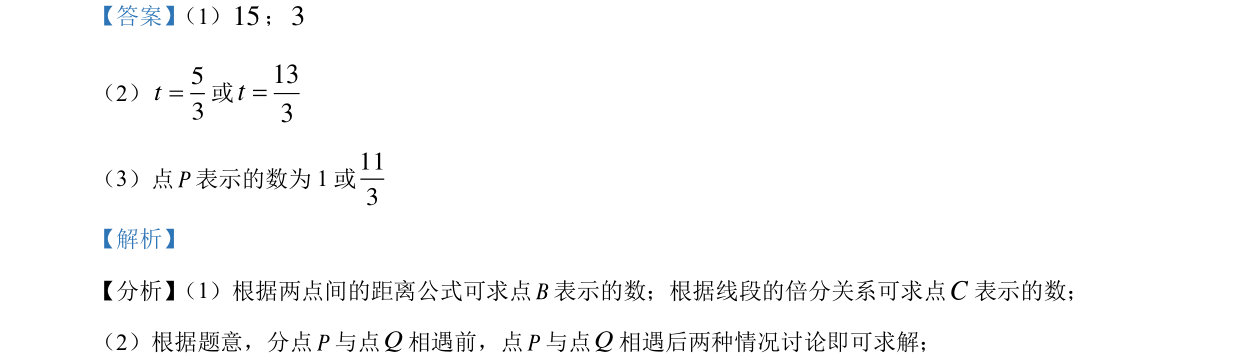 【答案】（1）15；3
（2）t = 5/3 或 t = 13/3
（3）点 P 表示的数为 1 或 11/3
【解析】
【分析】（1）根据两点间的距离公式可求点 B 表示的数；根据线段的倍分关系可求点 C 表示的数；
（2）根据题意，分点 P 与点 Q 相遇前，点 P 与点 Q 相遇后两种情况讨论即可求解；